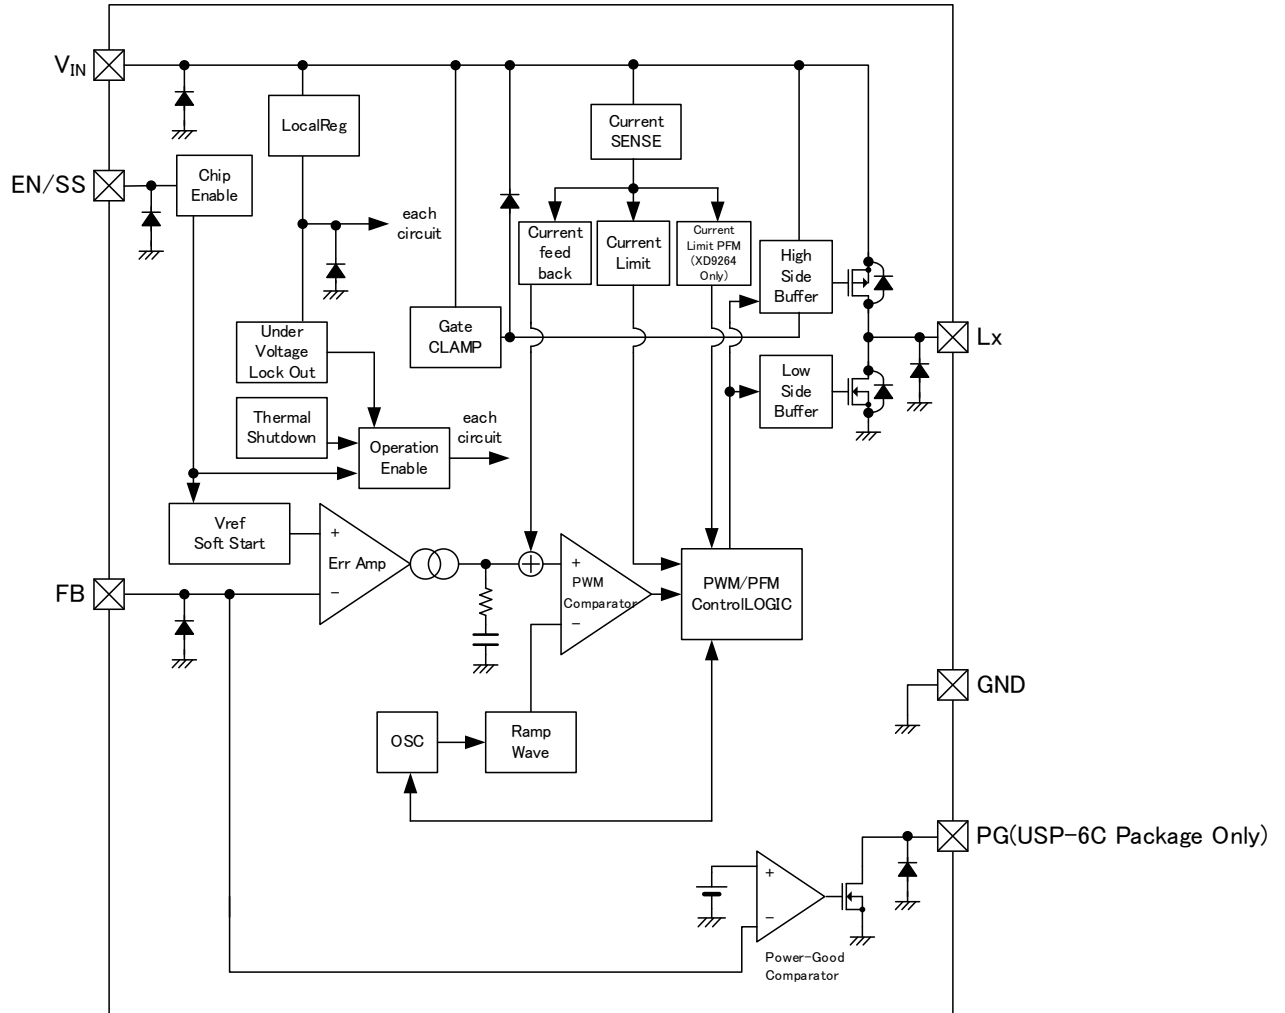 VIN
LocalReg
Current
SENSE
EN/SS
Chip
Enable
each
circuit
Current
feed
back
Current
Limit
Current
Limit PFM
(XD9264
Only)
High
Side
Buffer
Under
Voltage
Lock Out
Gate
CLAMP
Lx
Low
Side
Buffer
Thermal
Shutdown
Operation
Enable
each
circuit
Vref
Soft Start
+
Err Amp
-
+
PWM
Comparator
-
PWM/PFM
ControlLOGIC
FB
GND
OSC
Ramp
Wave
PG(USP-6C Package Only)
+
-
Power-Good
Comparator